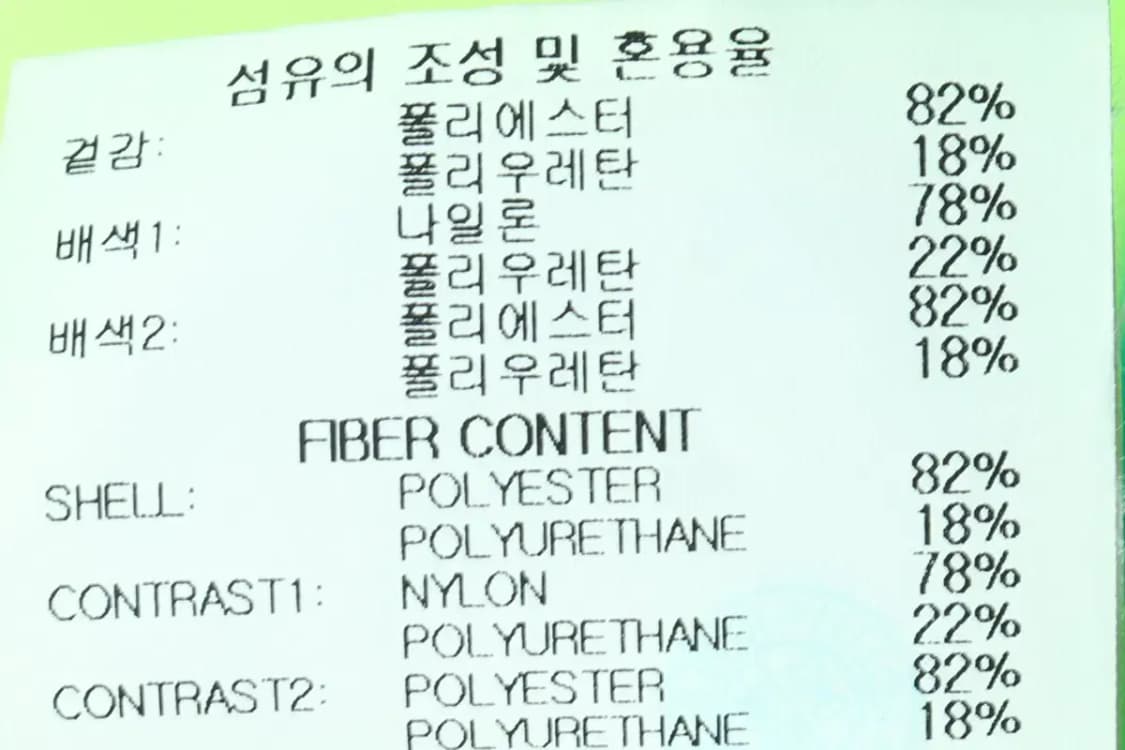 섬유의 조성 및 혼용율
겉감: 폴리에스터 82%
폴리우레탄 18%
배색1: 나일론 78%
폴리우레탄 22%
배색2: 폴리에스터 82%
폴리우레탄 18%
FIBER CONTENT
SHELL: POLYESTER 82%
POLYURETHANE 18%
CONTRAST1: NYLON 78%
POLYURETHANE 22%
CONTRAST2: POLYESTER 82%
POLYURETHANE 18%